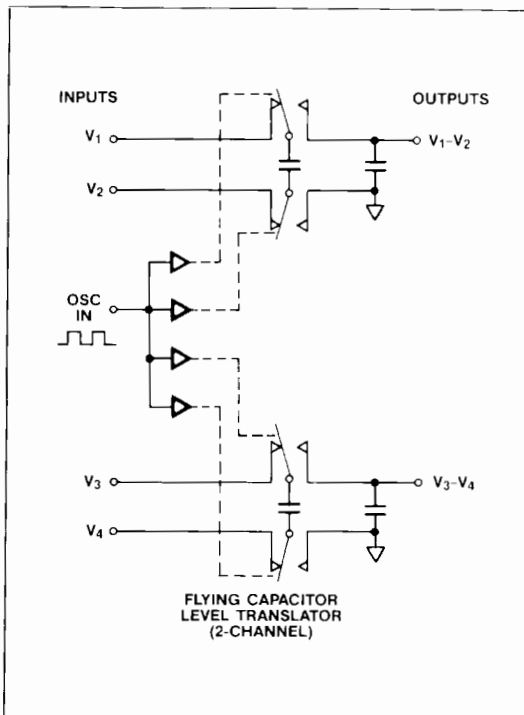 INPUTS
OUTPUTS
V1
V1-V2
V2
OSC
IN
V3
V3-V4
V4
FLYING CAPACITOR
LEVEL TRANSLATOR
(2-CHANNEL)